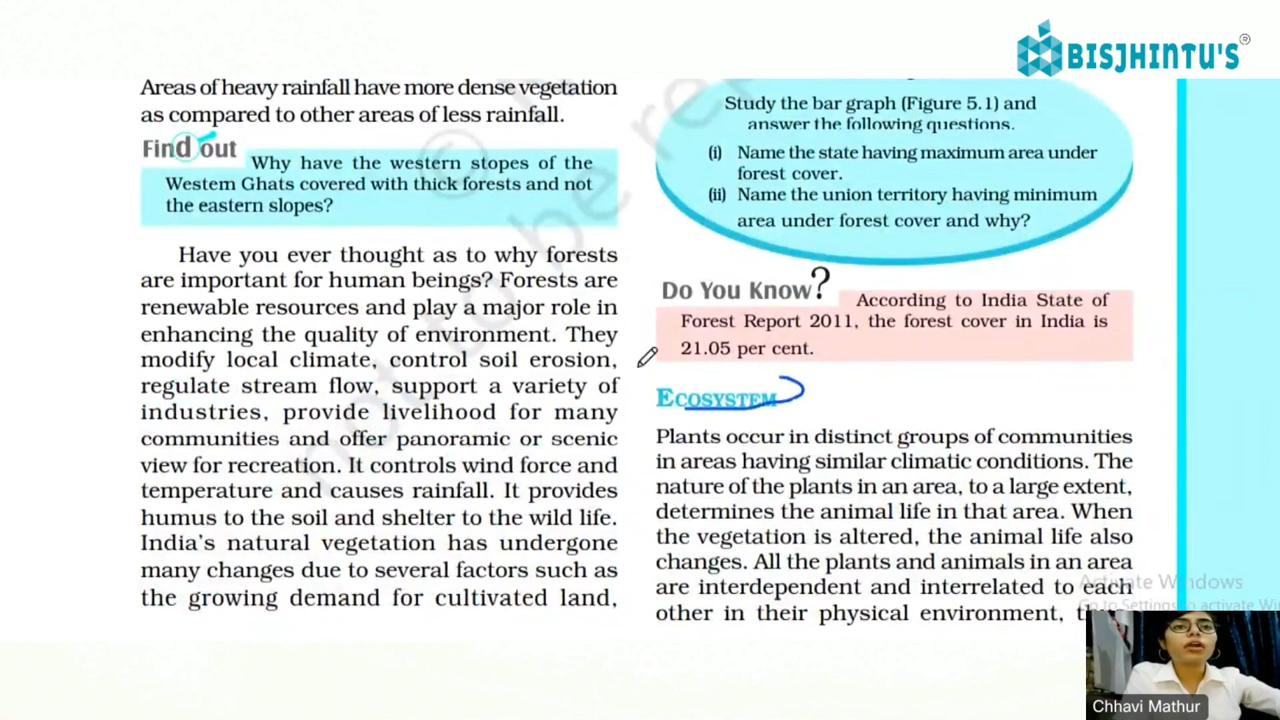 BISJHINTU'S
®
Areas of heavy rainfall have more dense vegetation
as compared to other areas of less rainfall.
Find out
Why have the western stopes of the
Westem Ghats covered with thick forests and not
the eastern slopes?
Have you ever thought as to why forests
are important for human beings? Forests are
renewable resources and play a major role in
enhancing the quality of environment. They
modify local climate, control soil erosion,
regulate stream flow, support a variety of
industries, provide livelihood for many
communities and offer panoramic or scenic
view for recreation. It controls wind force and
temperature and causes rainfall. It provides
humus to the soil and shelter to the wild life.
India's natural vegetation has undergone
many changes due to several factors such as
the growing demand for cultivated land,
Study the bar graph (Figure 5.1) and
answer the following questions.
(i) Name the state having maximum area under
forest cover.
(ii) Name the union territory having minimum
area under forest cover and why?
Do You Know?
According to India State of
Forest Report 2011, the forest cover in India is
21.05 per cent.
ECOSYSTEM
Plants occur in distinct groups of communities
in areas having similar climatic conditions. The
nature of the plants in an area, to a large extent,
determines the animal life in that area. When
the vegetation is altered, the animal life also
changes. All the plants and animals in an area
are interdependent and interrelated to each
other in their physical environment,
Activate Windows
Go to Settings to activate Wi
Chhavi Mathur
not to be re
©